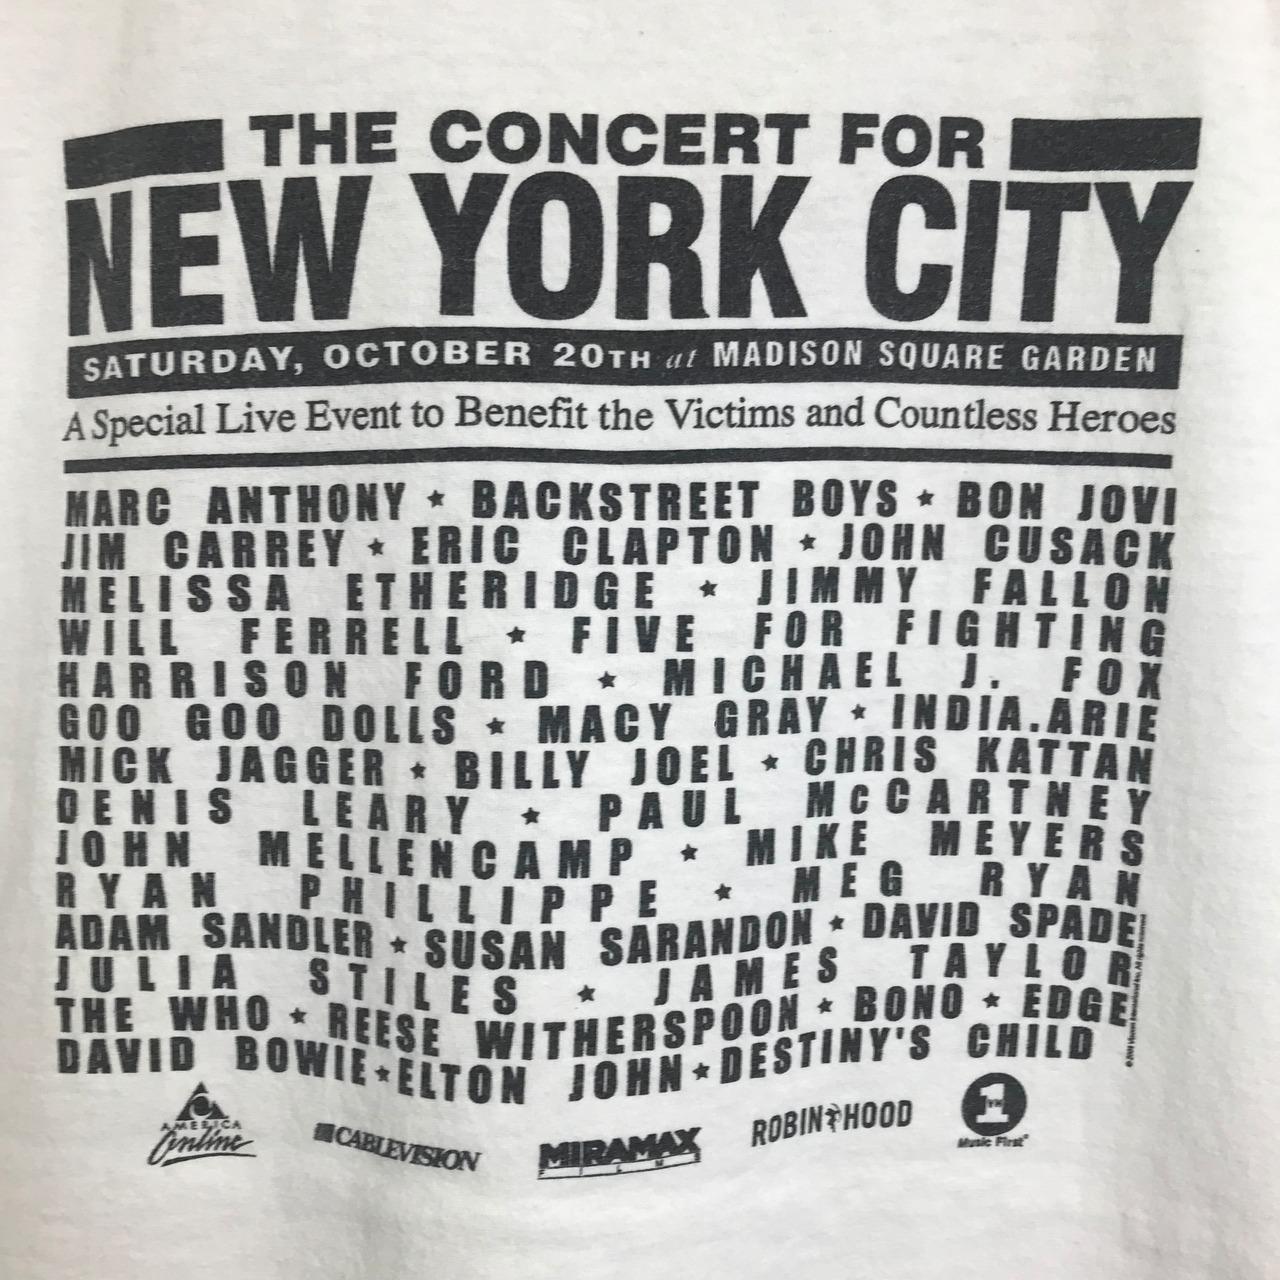 THE CONCERT FOR
NEW YORK CITY
SATURDAY, OCTOBER 20TH at MADISON SQUARE GARDEN
A Special Live Event to Benefit the Victims and Countless Heroes
MARC ANTHONY ★ BACKSTREET BOYS ★ BON JOVI
JIM CARREY ★ ERIC CLAPTON ★ JOHN CUSACK
MELISSA ETHERIDGE ★ JIMMY FALLON
WILL FERRELL ★ FIVE FOR FIGHTING
HARRISON FORD ★ MICHAEL J. FOX
GOO GOO DOLLS ★ MACY GRAY ★ INDIA.ARIE
MICK JAGGER ★ BILLY JOEL ★ CHRIS KATTAN
DENIS LEARY ★ PAUL McCARTNEY
JOHN MELLENCAMP ★ MIKE MEYERS
RYAN PHILLIPPE ★ MEG RYAN
ADAM SANDLER ★ SUSAN SARANDON ★ DAVID SPADE
JULIA STILES ★ JAMES TAYLOR
THE WHO ★ REESE WITHERSPOON ★ BONO ★ EDGE
DAVID BOWIE ★ ELTON JOHN ★ DESTINY'S CHILD
AMERICA Online
CABLEVISION
MIRAMAX FILMS
ROBIN HOOD
VH1 Music First